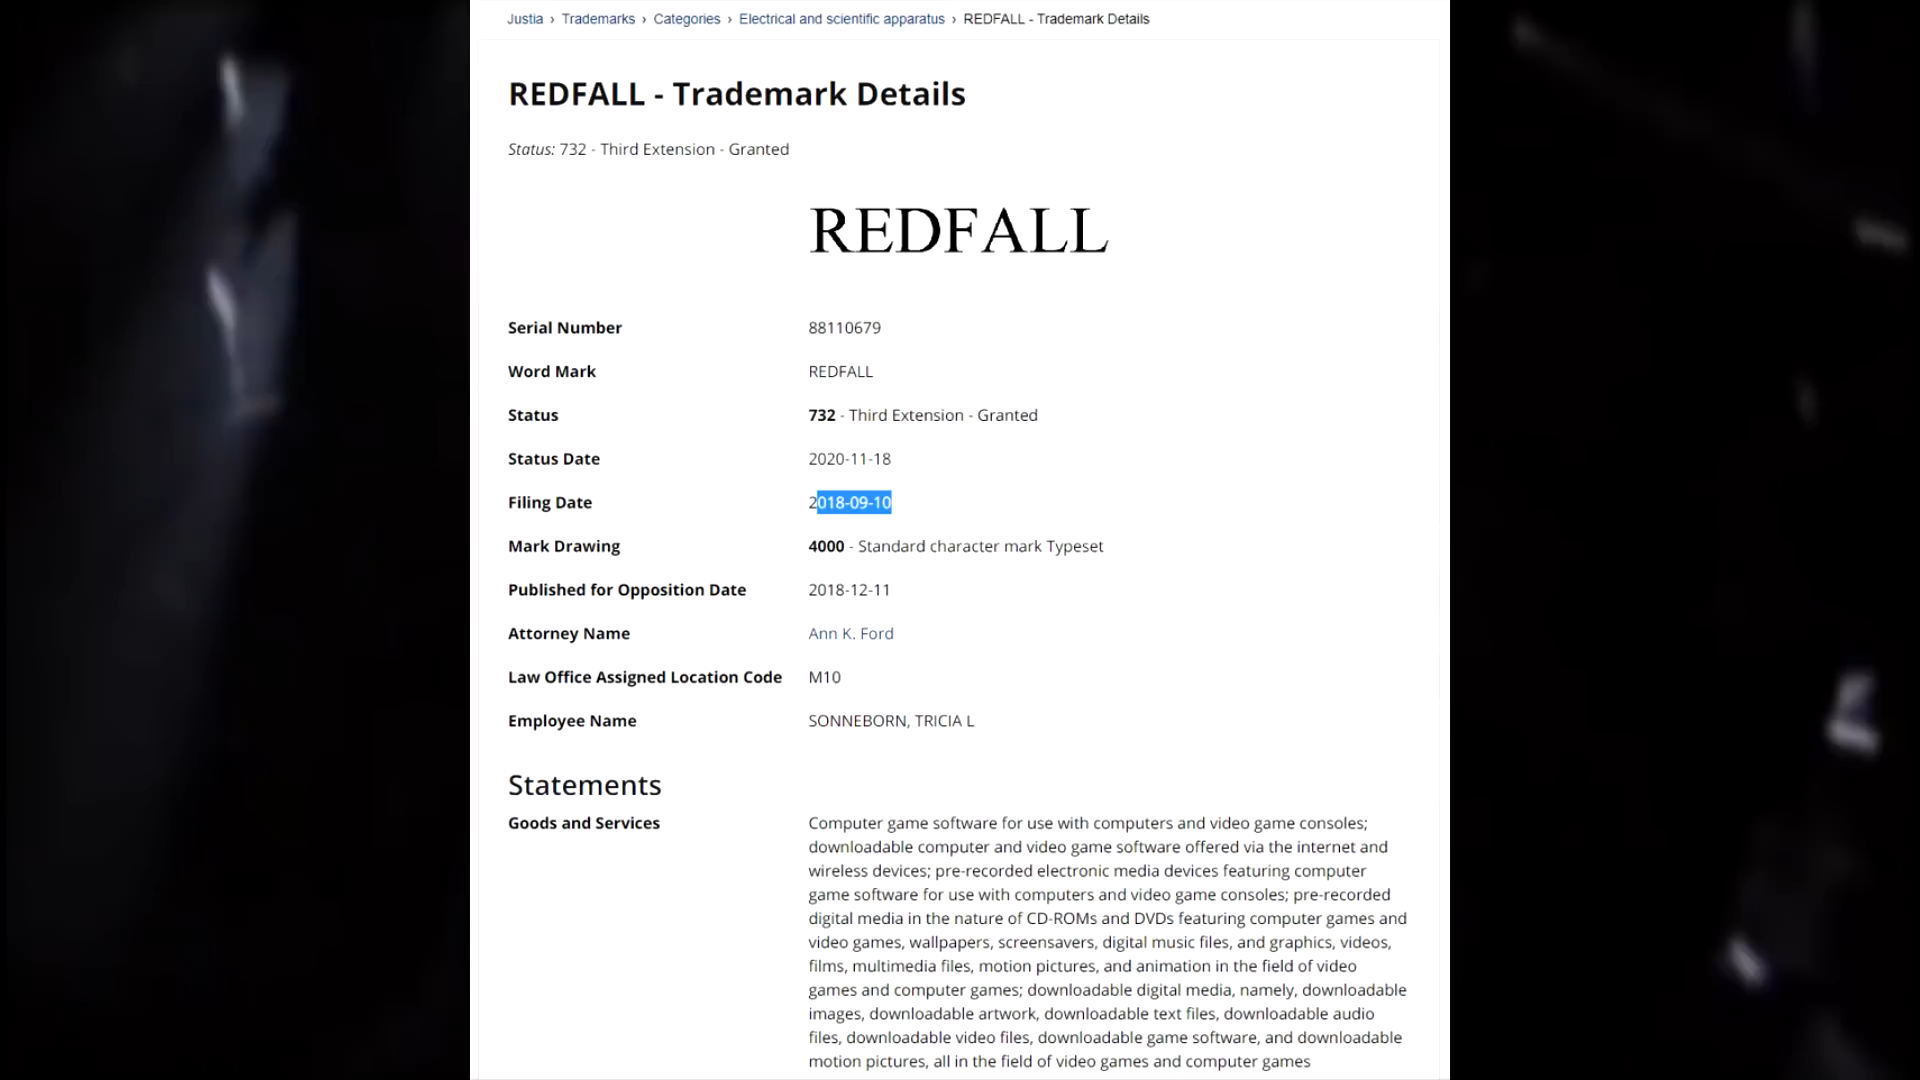 Justia › Trademarks › Categories › Electrical and scientific apparatus › REDFALL - Trademark Details
REDFALL - Trademark Details
Status: 732 - Third Extension - Granted
REDFALL
Serial Number 88110679
Word Mark REDFALL
Status 732 - Third Extension - Granted
Status Date 2020-11-18
Filing Date 2018-09-10
Mark Drawing 4000 - Standard character mark Typeset
Published for Opposition Date 2018-12-11
Attorney Name Ann K. Ford
Law Office Assigned Location Code M10
Employee Name SONNEBORN, TRICIA L
Statements
Goods and Services Computer game software for use with computers and video game consoles;
downloadable computer and video game software offered via the internet and
wireless devices; pre-recorded electronic media devices featuring computer
game software for use with computers and video game consoles; pre-recorded
digital media in the nature of CD-ROMs and DVDs featuring computer games and
video games, wallpapers, screensavers, digital music files, and graphics, videos,
films, multimedia files, motion pictures, and animation in the field of video
games and computer games; downloadable digital media, namely, downloadable
images, downloadable artwork, downloadable text files, downloadable audio
files, downloadable video files, downloadable game software, and downloadable
motion pictures, all in the field of video games and computer games